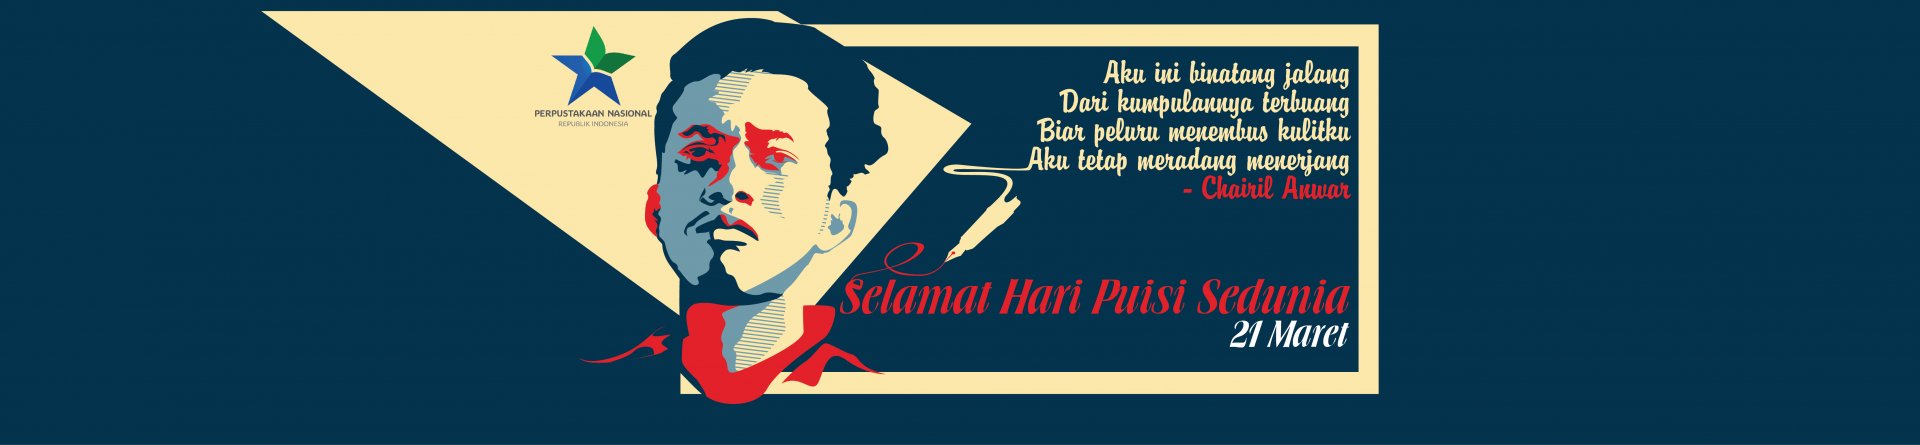 PERPUSTAKAAN NASIONAL
REPUBLIK INDONESIA
Aku ini binatang jalang
Dari kumpulannya terbuang
Biar peluru menembus kulitku
Aku tetap meradang menerjang
- Chairil Anwar
Selamat Hari Puisi Sedunia
21 Maret